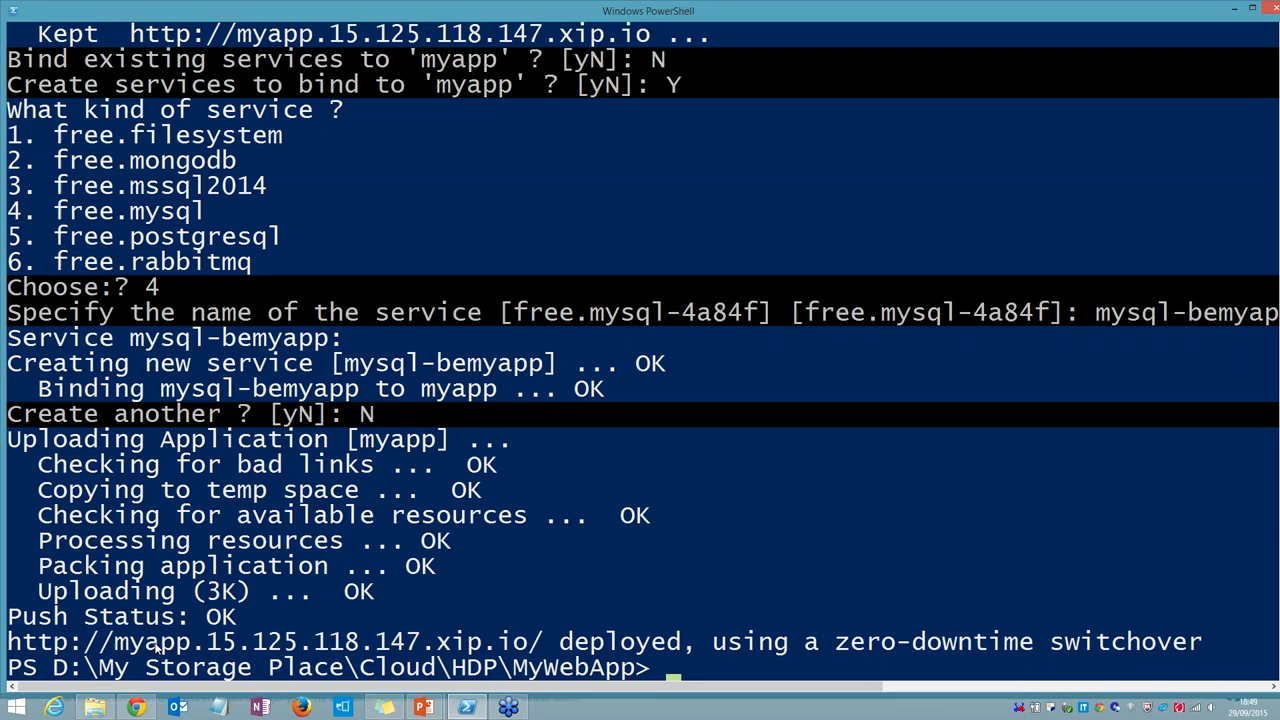 Windows PowerShell
Kept http://myapp.15.125.118.147.xip.io ...
Bind existing services to 'myapp' ? [yN]: N
Create services to bind to 'myapp' ? [yN]: Y
What kind of service ?
1. free.filesystem
2. free.mongodb
3. free.mssql2014
4. free.mysql
5. free.postgresql
6. free.rabbitmq
Choose:? 4
Specify the name of the service [free.mysql-4a84f] [free.mysql-4a84f]: mysql-bemyap
Service mysql-bemyapp:
Creating new service [mysql-bemyapp] ... OK
Binding mysql-bemyapp to myapp ... OK
Create another ? [yN]: N
Uploading Application [myapp] ...
Checking for bad links ... OK
Copying to temp space ... OK
Checking for available resources ... OK
Processing resources ... OK
Packing application ... OK
Uploading (3K) ... OK
Push Status: OK
http://myapp.15.125.118.147.xip.io/ deployed, using a zero-downtime switchover
PS D:\My Storage Place\Cloud\HDP\MyWebApp>
IT
18:49
29/09/2015